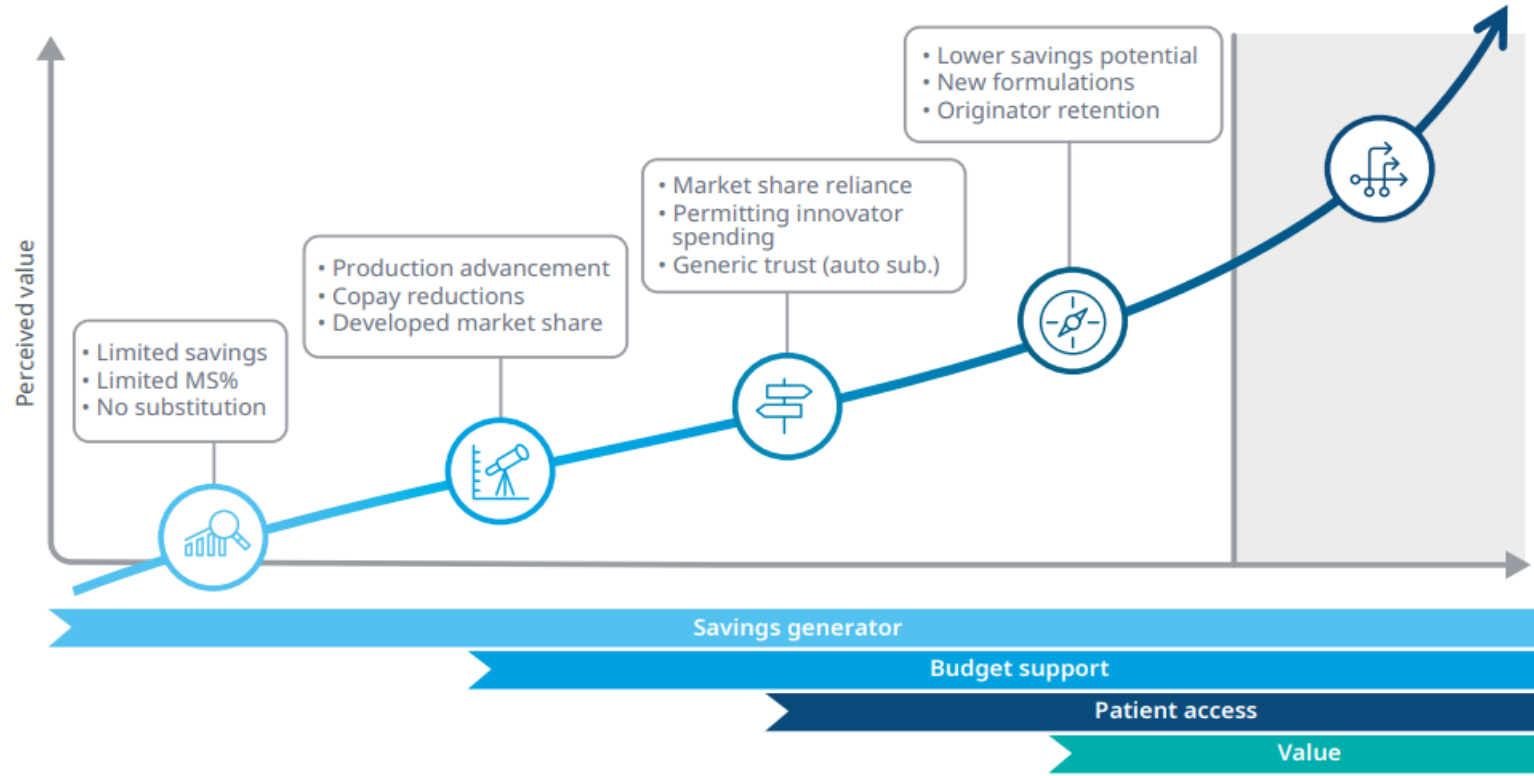 Perceived value
• Limited savings
• Limited MS%
• No substitution
• Production advancement
• Copay reductions
• Developed market share
• Market share reliance
• Permitting innovator
spending
• Generic trust (auto sub.)
• Lower savings potential
• New formulations
• Originator retention
Savings generator
Budget support
Patient access
Value